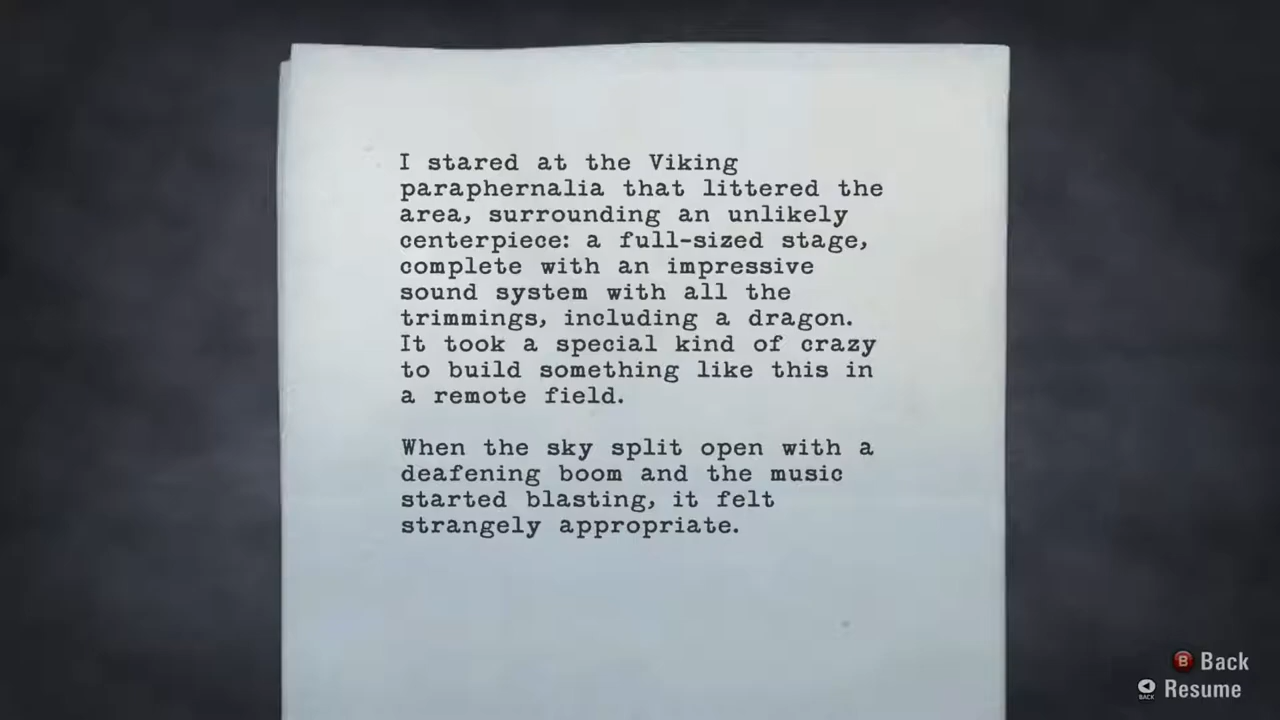 I stared at the Viking
paraphernalia that littered the
area, surrounding an unlikely
centerpiece: a full-sized stage,
complete with an impressive
sound system with all the
trimmings, including a dragon.
It took a special kind of crazy
to build something like this in
a remote field.
When the sky split open with a
deafening boom and the music
started blasting, it felt
strangely appropriate.
B Back
BACK Resume